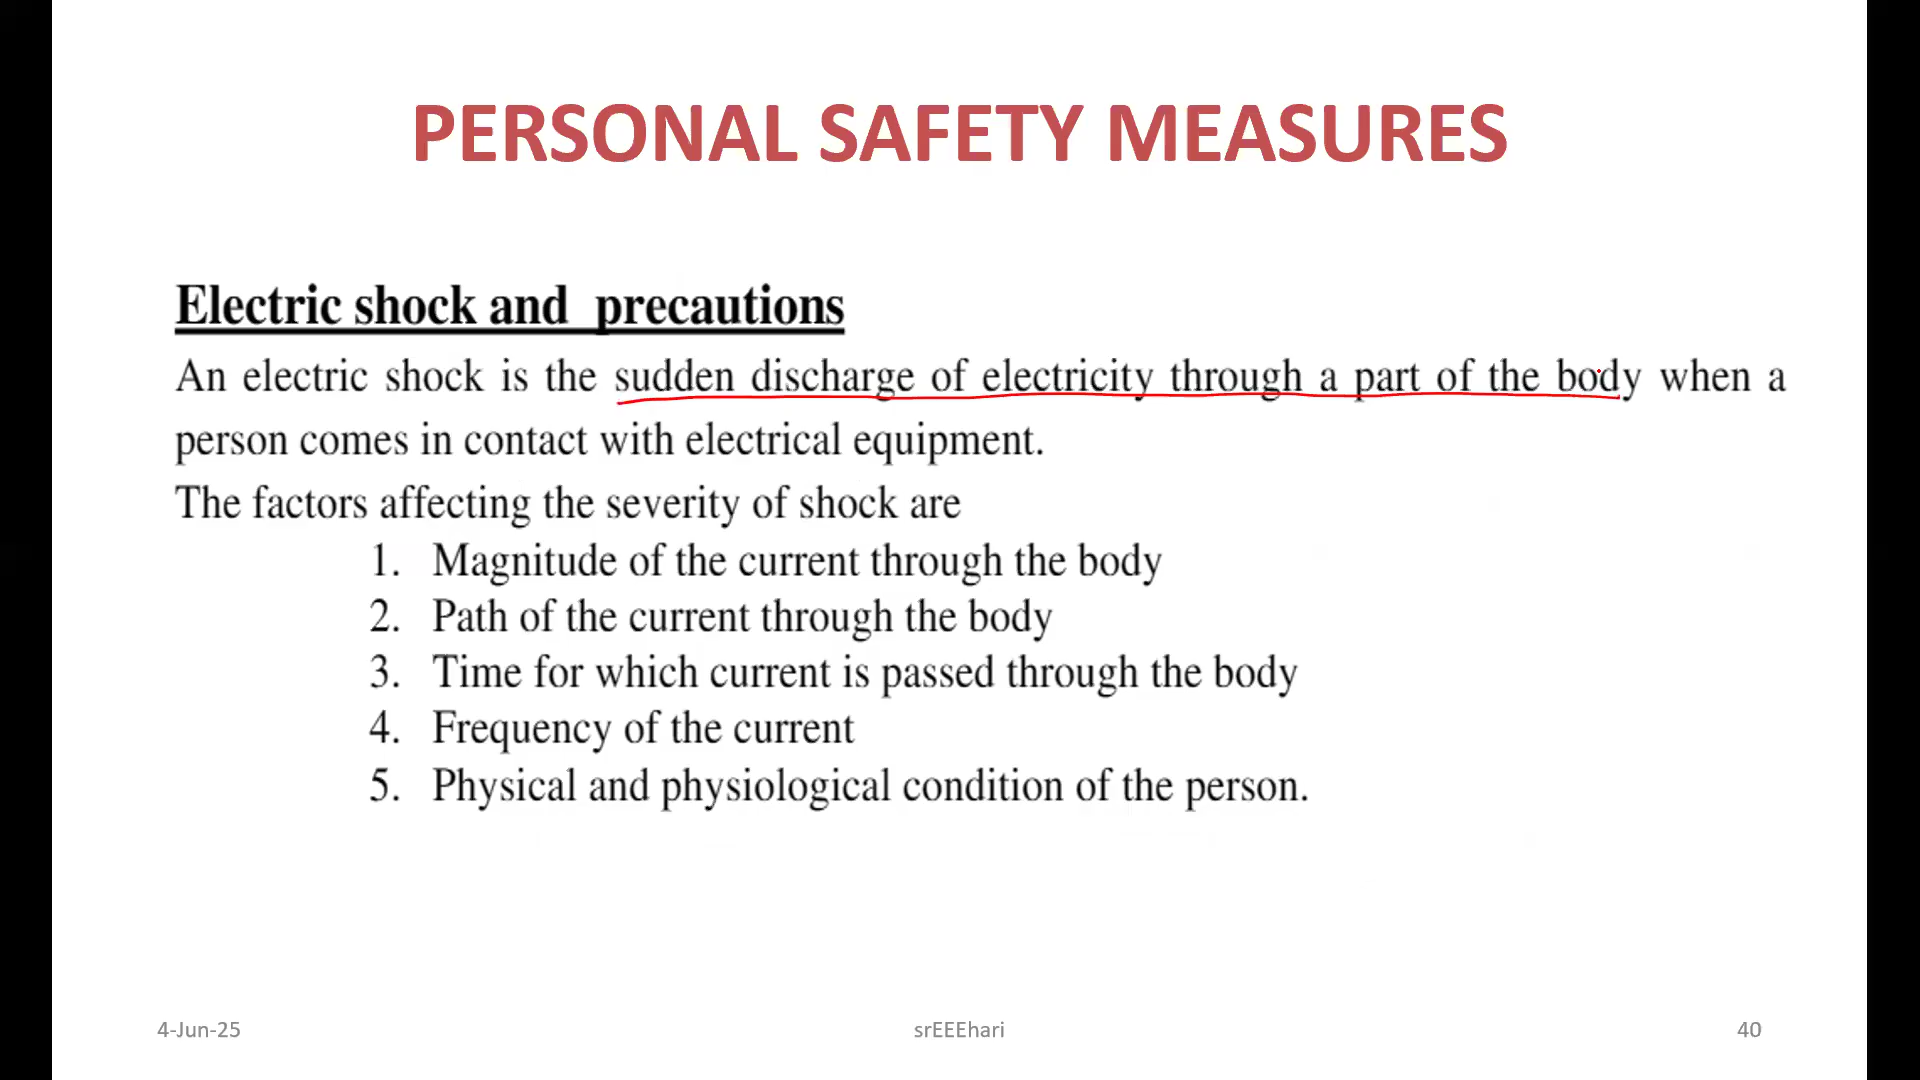 PERSONAL SAFETY MEASURES
Electric shock and precautions
An electric shock is the sudden discharge of electricity through a part of the body when a
person comes in contact with electrical equipment.
The factors affecting the severity of shock are
1. Magnitude of the current through the body
2. Path of the current through the body
3. Time for which current is passed through the body
4. Frequency of the current
5. Physical and physiological condition of the person.
4-Jun-25
srEEEhari
40